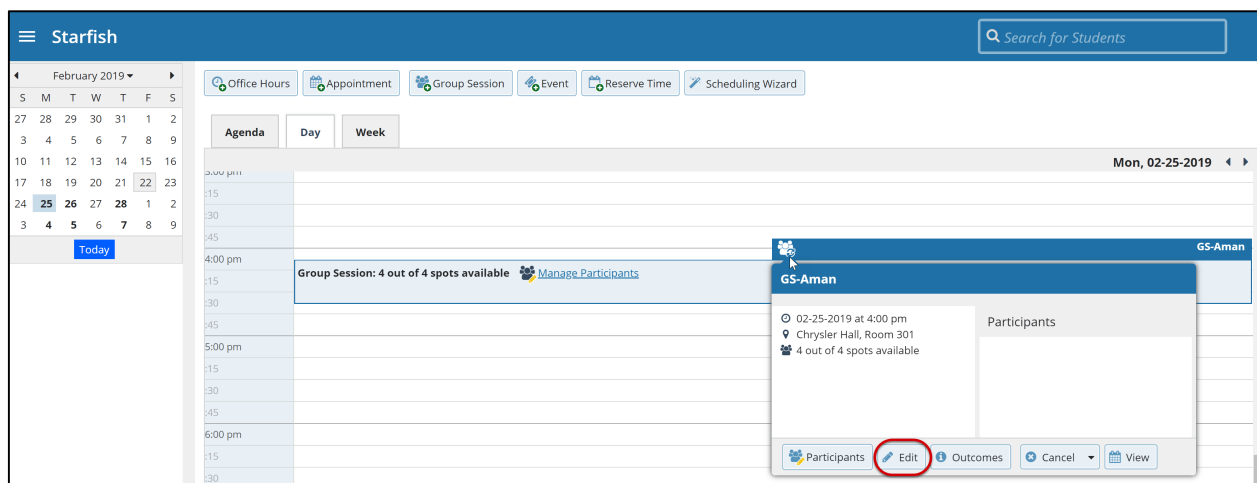 Starfish
Search for Students
February 2019
S M T W T F S
27 28 29 30 31 1 2
3 4 5 6 7 8 9
10 11 12 13 14 15 16
17 18 19 20 21 22 23
24 25 26 27 28 1 2
3 4 5 6 7 8 9
Today
Office Hours Appointment Group Session Event Reserve Time Scheduling Wizard
Agenda Day Week
Mon, 02-25-2019
3:00 pm
:15
:30
:45
4:00 pm
:15
:30
:45
5:00 pm
:15
:30
:45
6:00 pm
:15
:30
GS-Aman
Group Session: 4 out of 4 spots available Manage Participants
GS-Aman
02-25-2019 at 4:00 pm
Chrysler Hall, Room 301
4 out of 4 spots available
Participants
Participants Edit Outcomes Cancel View